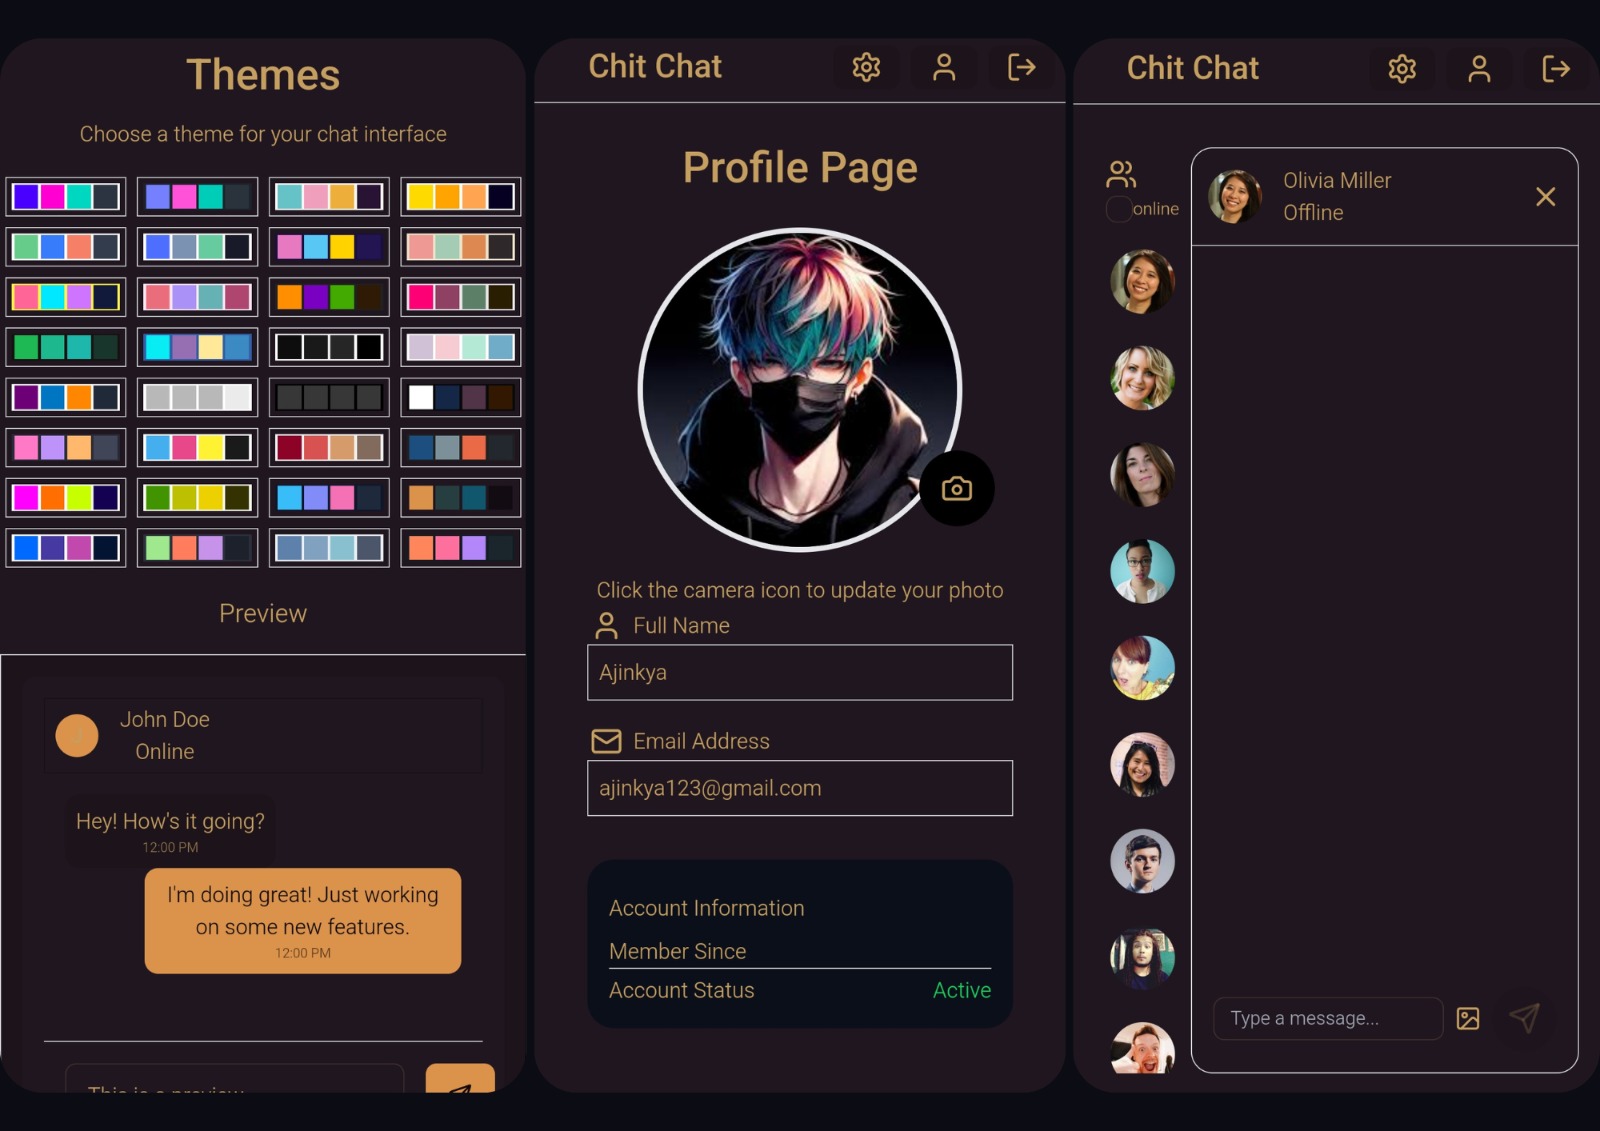 Themes
Choose a theme for your chat interface
Preview
John Doe
Online
Hey! How's it going?
12:00 PM
I'm doing great! Just working
on some new features.
12:00 PM
This is a preview
Chit Chat
Profile Page
Click the camera icon to update your photo
Full Name
Ajinkya
Email Address
ajinkya123@gmail.com
Account Information
Member Since
Account Status Active
Chit Chat
online
Olivia Miller
Offline
Type a message...